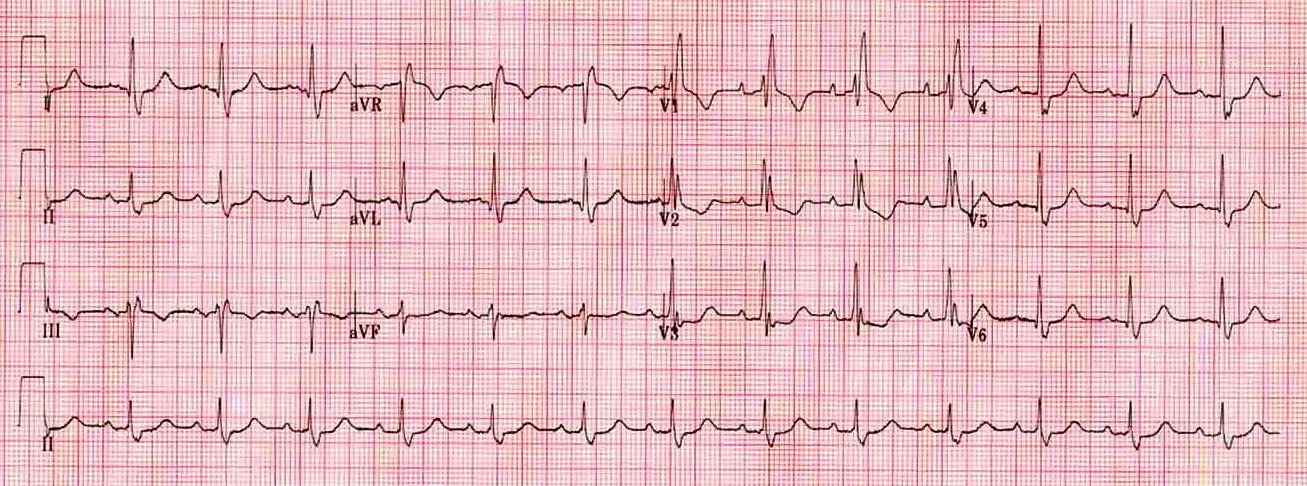 I aVR V1 V4
II aVL V2 V5
III aVF V3 V6
II